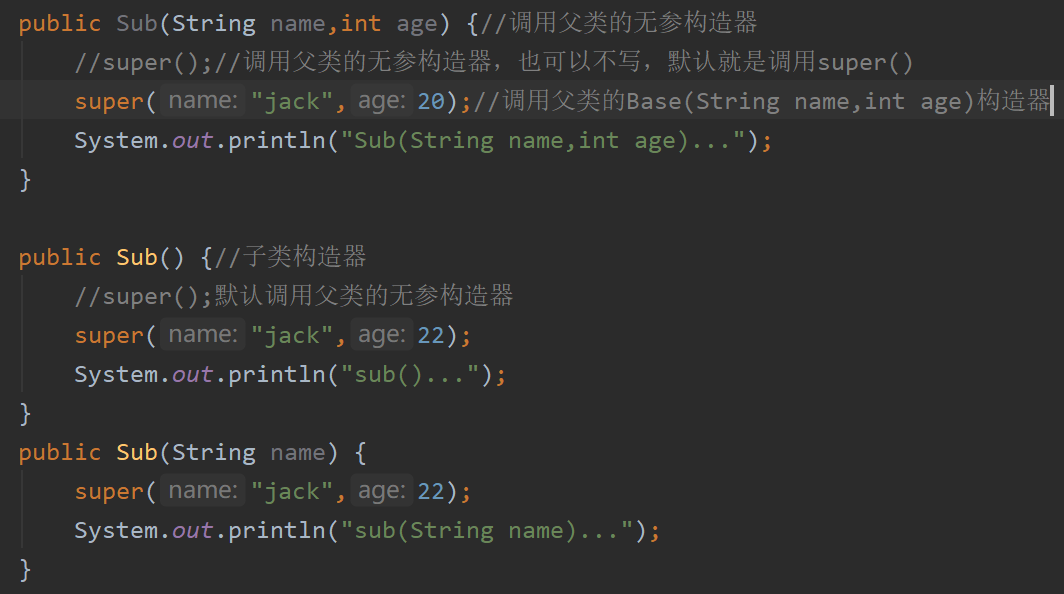 public Sub(String name,int age) {//调用父类的无参构造器
//super();//调用父类的无参构造器，也可以不写，默认就是调用super()
super( name: "jack", age: 20);//调用父类的Base(String name,int age)构造器
System.out.println("Sub(String name,int age)...");
}
public Sub() {//子类构造器
//super();默认调用父类的无参构造器
super( name: "jack", age: 22);
System.out.println("sub()...");
}
public Sub(String name) {
super( name: "jack", age: 22);
System.out.println("sub(String name)...");
}